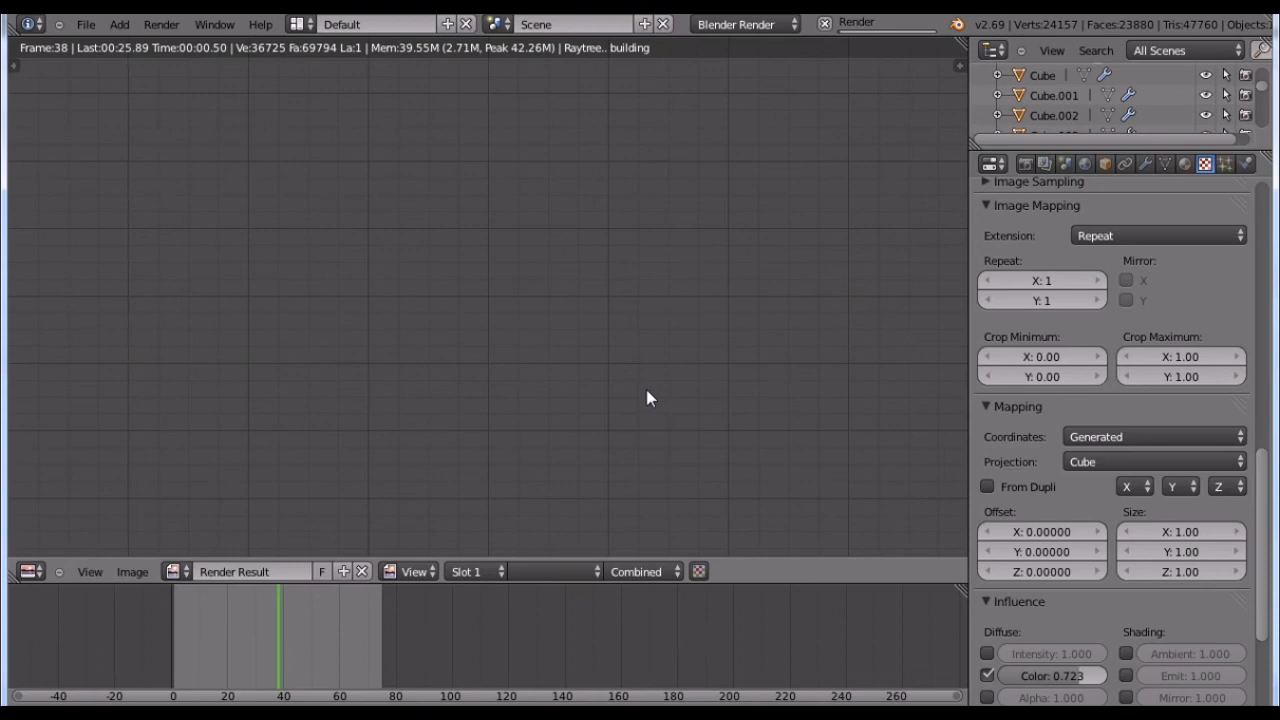 File Add Render Window Help Default Scene Blender Render Render v2.69 | Verts:24157 | Faces:23880 | Tris:47760 | Objects:
Frame:38 | Last:00:25.89 Time:00:00.50 | Ve:36725 Fa:69794 La:1 | Mem:39.55M (2.71M, Peak 42.26M) | Raytree.. building
View Search All Scenes
Cube
Cube.001
Cube.002
Image Sampling
Image Mapping
Extension: Repeat
Repeat: Mirror:
X: 1 X
Y: 1 Y
Crop Minimum: Crop Maximum:
X: 0.00 X: 1.00
Y: 0.00 Y: 1.00
Mapping
Coordinates: Generated
Projection: Cube
From Dupli X Y Z
Offset: Size:
X: 0.00000 X: 1.00
Y: 0.00000 Y: 1.00
Z: 0.00000 Z: 1.00
Influence
Diffuse: Shading:
Intensity: 1.000 Ambient: 1.000
Color: 0.723 Emit: 1.000
Alpha: 1.000 Mirror: 1.000
View Image Render Result F View Slot 1 Combined
-40 -20 0 20 40 60 80 100 120 140 160 180 200 220 240 260